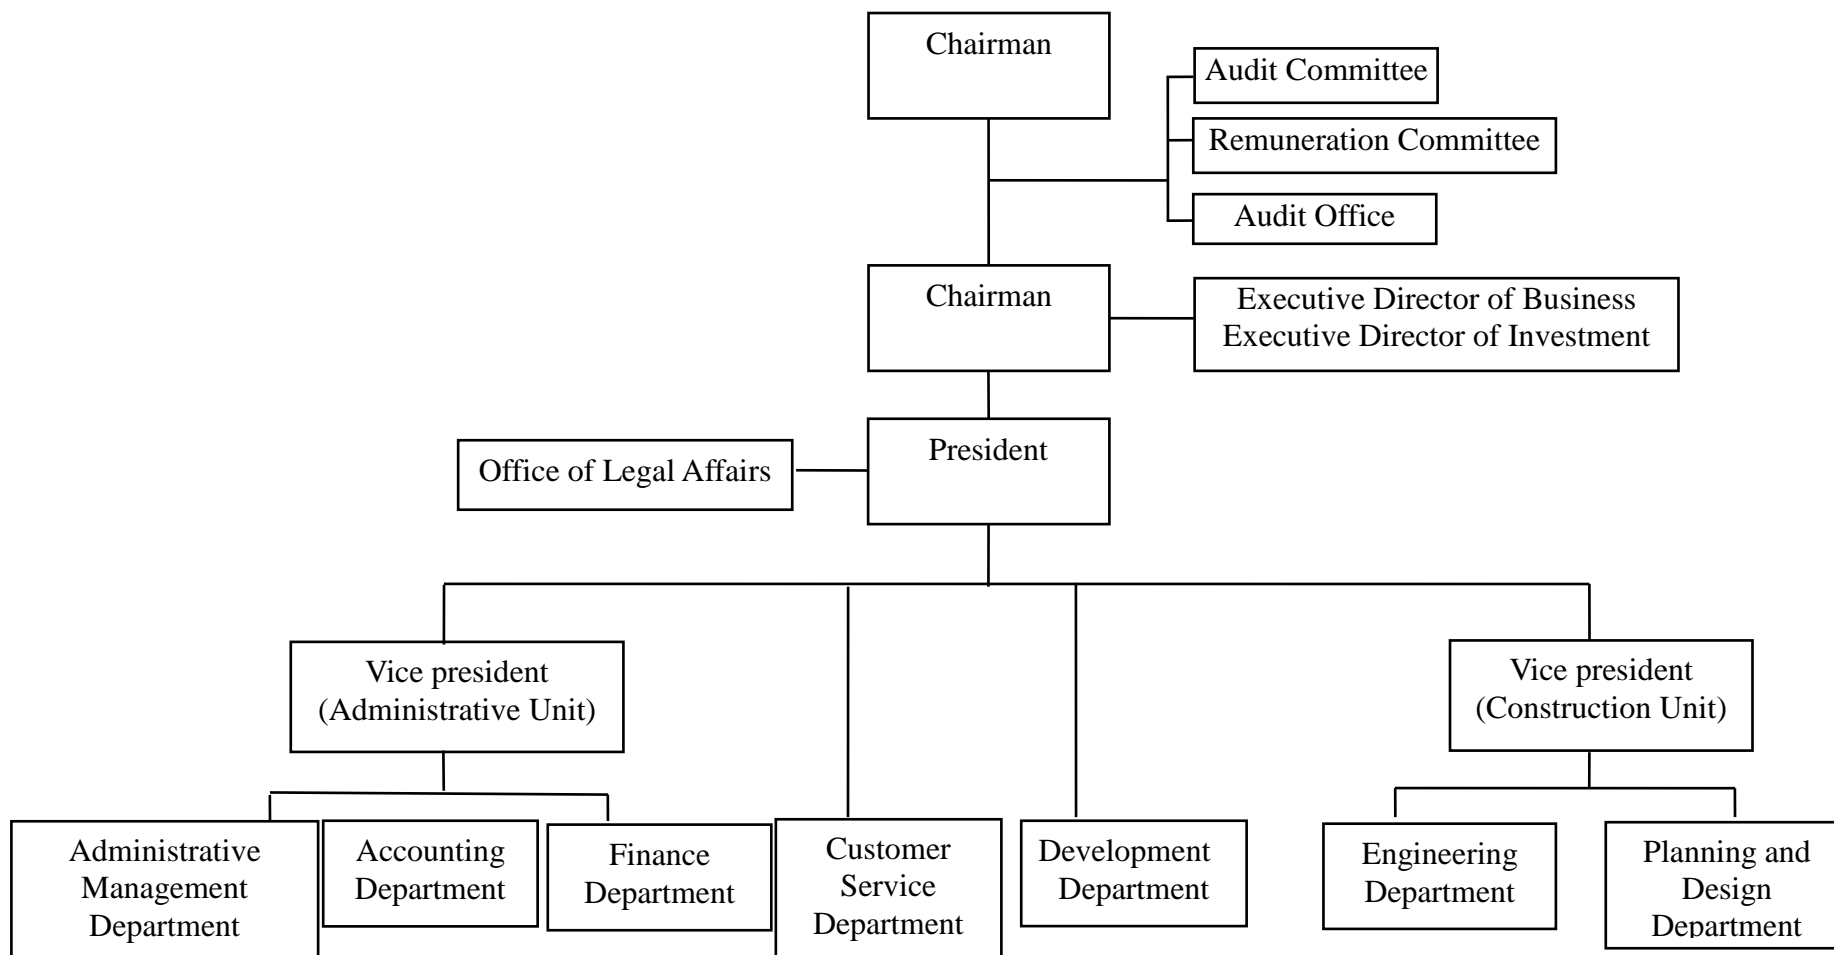 Chairman
Audit Committee
Remuneration Committee
Audit Office
Chairman
Executive Director of Business
Executive Director of Investment
President
Office of Legal Affairs
Vice president
(Administrative Unit)
Vice president
(Construction Unit)
Administrative
Management
Department
Accounting
Department
Finance
Department
Customer
Service
Department
Development
Department
Engineering
Department
Planning and
Design
Department